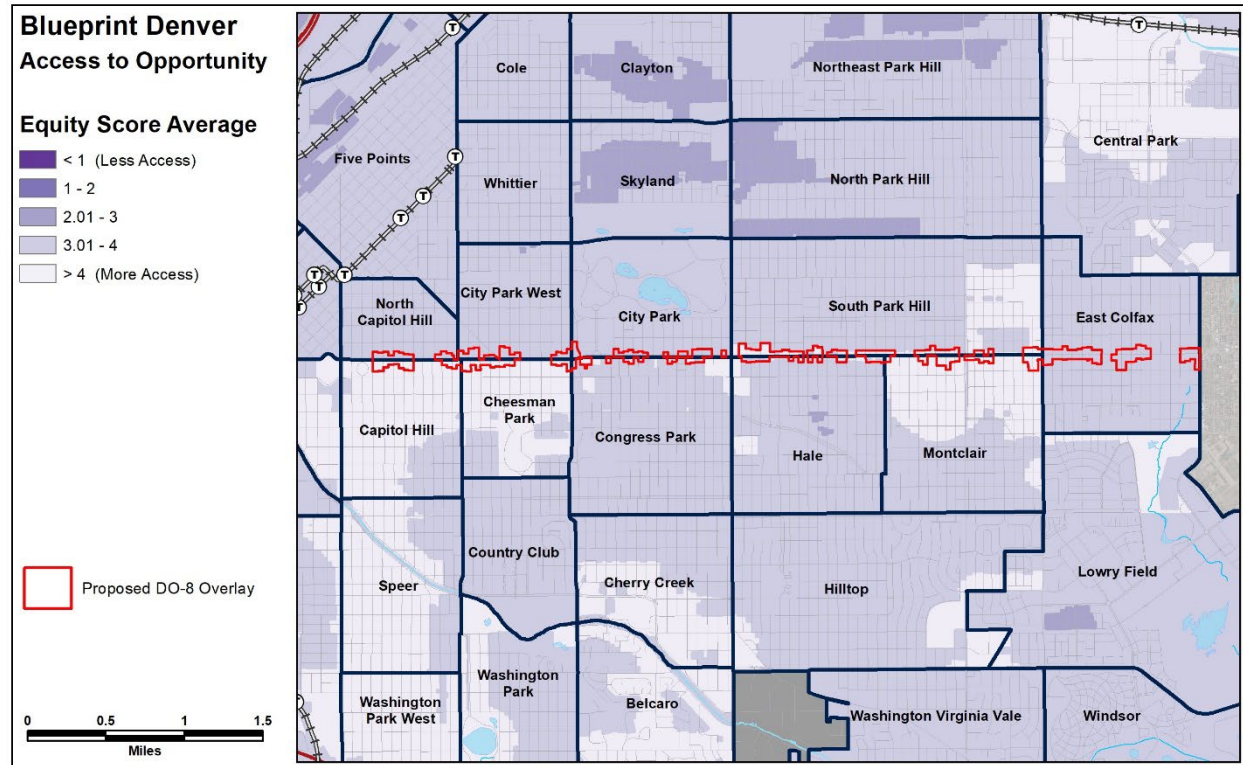 Blueprint Denver
Access to Opportunity
Equity Score Average
< 1 (Less Access)
1 - 2
2.01 - 3
3.01 - 4
> 4 (More Access)
Proposed DO-8 Overlay
0 0.5 1 1.5
Miles
T
T
Cole
Clayton
Northeast Park Hill
Central Park
Five Points
T
Whittier
Skyland
North Park Hill
T
T
T
T
T
T
North
Capitol Hill
City Park West
City Park
South Park Hill
East Colfax
Capitol Hill
Cheesman
Park
Congress Park
Hale
Montclair
Country Club
Speer
Cherry Creek
Hilltop
Lowry Field
Washington
Park West
Washington
Park
Belcaro
Washington Virginia Vale
Windsor
T